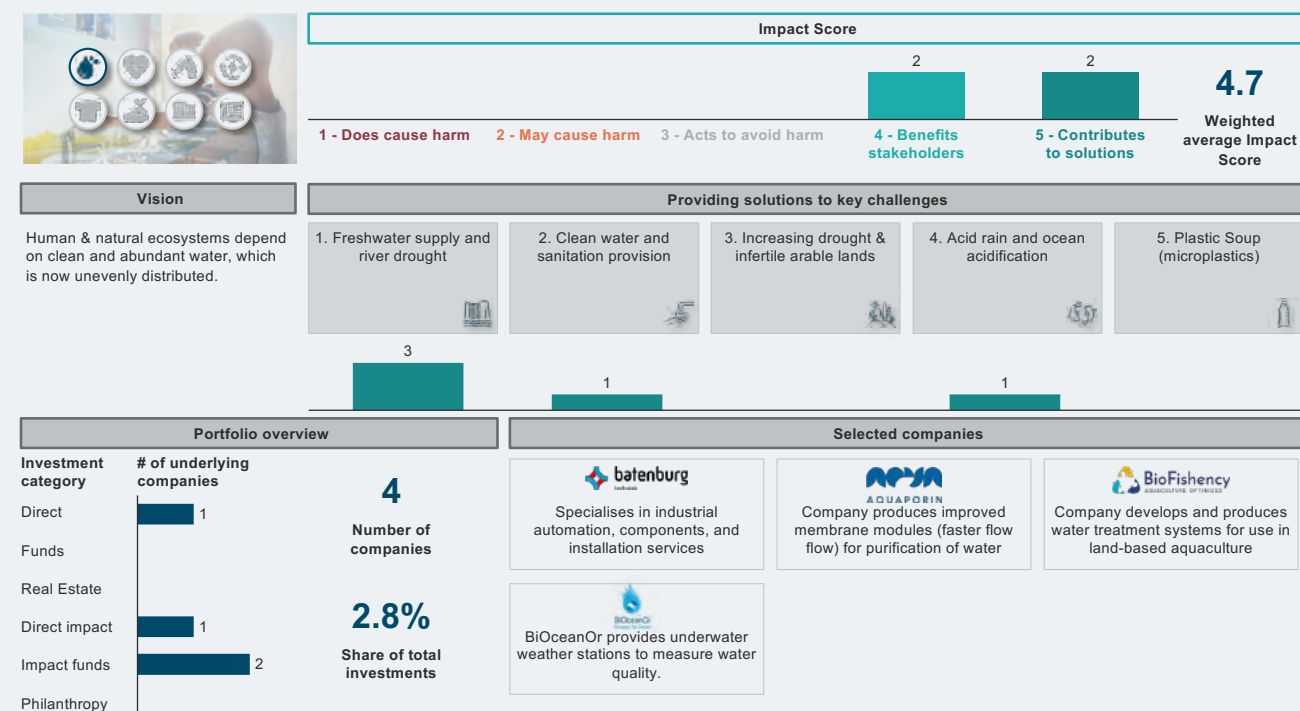 Impact Score
2
2
1 - Does cause harm
2 - May cause harm
3 - Acts to avoid harm
4 - Benefits
stakeholders
5 - Contributes
to solutions
4.7
Weighted
average Impact
Score
Vision
Human & natural ecosystems depend
on clean and abundant water, which
is now unevenly distributed.
Providing solutions to key challenges
1. Freshwater supply and
river drought
2. Clean water and
sanitation provision
3. Increasing drought &
infertile arable lands
4. Acid rain and ocean
acidification
5. Plastic Soup
(microplastics)
3
1
1
Portfolio overview
Investment
category
# of underlying
companies
Direct
1
Funds
Real Estate
Direct impact
1
Impact funds
2
Philanthropy
4
Number of
companies
2.8%
Share of total
investments
Selected companies
batenburg
techniek
Specialises in industrial
automation, components, and
installation services
AQUAPORIN
Company produces improved
membrane modules (faster flow
flow) for purification of water
BioFishency
AQUACULTURE OPTIMIZED
Company develops and produces
water treatment systems for use in
land-based aquaculture
BiOceanOr
BiOceanOr provides underwater
weather stations to measure water
quality.